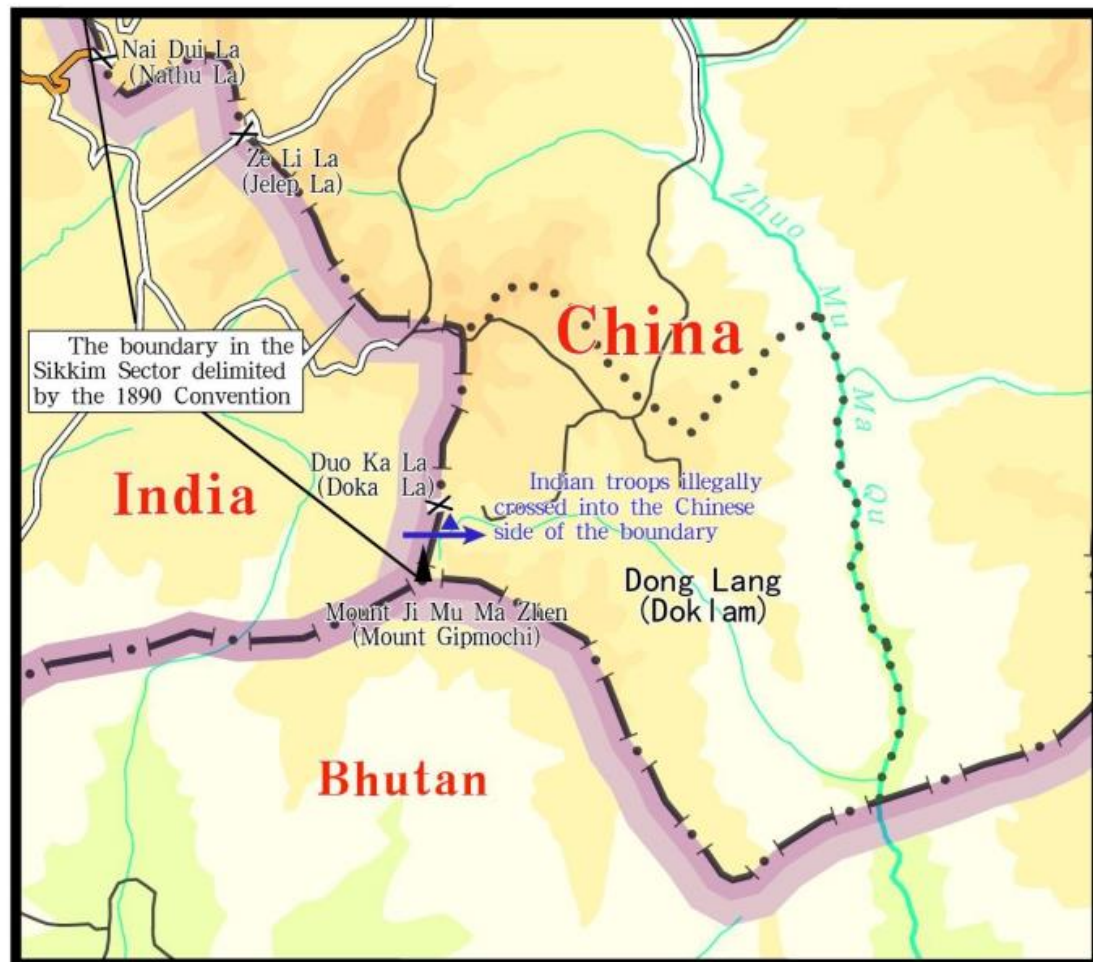 Nai Dui La
(Nathu La)
Ze Li La
(Jelep La)
Zhuo
Mu
Ma
Qu
China
The boundary in the
Sikkim Sector delimited
by the 1890 Convention
India
Duo Ka La
(Doka La)
Indian troops illegally
crossed into the Chinese
side of the boundary
Dong Lang
(Doklam)
Mount Ji Mu Ma Zhen
(Mount Gipmochi)
Bhutan